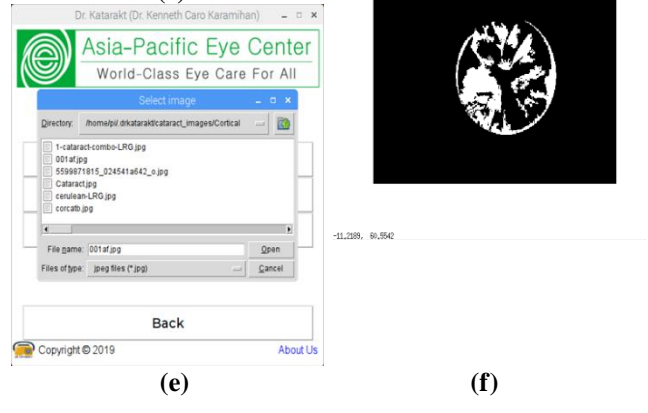 Dr. Katarakt (Dr. Kenneth Caro Karamihan)
Asia-Pacific Eye Center
World-Class Eye Care For All
Select image
Directory: /home/pi/.drkatarakt/cataract_images/Cortical
1-cataract-combo-LRG.jpg
001af.jpg
5599871815_024541a642_o.jpg
Cataract.jpg
cerulean-LRG.jpg
corcatb.jpg
File name: 001af.jpg Open
Files of type: jpeg files (*.jpg) Cancel
Back
Copyright © 2019 About Us
-11.2189, 60.5542
(e) (f)